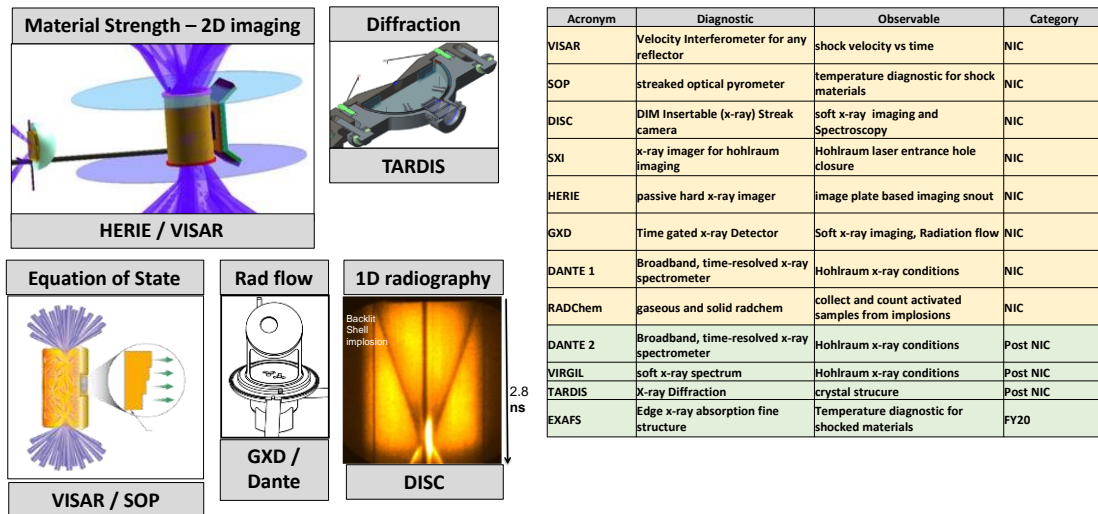 Material Strength – 2D imaging
HERIE / VISAR
Diffraction
TARDIS
Equation of State
VISAR / SOP
Rad flow
GXD /
Dante
1D radiography
Backlit
Shell
implosion
2.8
ns
DISC
Acronym Diagnostic Observable Category
VISAR Velocity Interferometer for any
reflector shock velocity vs time NIC
SOP streaked optical pyrometer temperature diagnostic for shock
materials NIC
DISC DIM Insertable (x-ray) Streak
camera soft x-ray imaging and
Spectroscopy NIC
SXI x-ray imager for hohlraum
imaging Hohlraum laser entrance hole
closure NIC
HERIE passive hard x-ray imager image plate based imaging snout NIC
GXD Time gated x-ray Detector Soft x-ray imaging, Radiation flow NIC
DANTE 1 Broadband, time-resolved x-ray
spectrometer Hohlraum x-ray conditions NIC
RADChem gaseous and solid radchem collect and count activated
samples from implosions NIC
DANTE 2 Broadband, time-resolved x-ray
spectrometer Hohlraum x-ray conditions Post NIC
VIRGIL soft x-ray spectrum Hohlraum x-ray conditions Post NIC
TARDIS X-ray Diffraction crystal strucure Post NIC
EXAFS Edge x-ray absorption fine
structure Temperature diagnostic for
shocked materials FY20